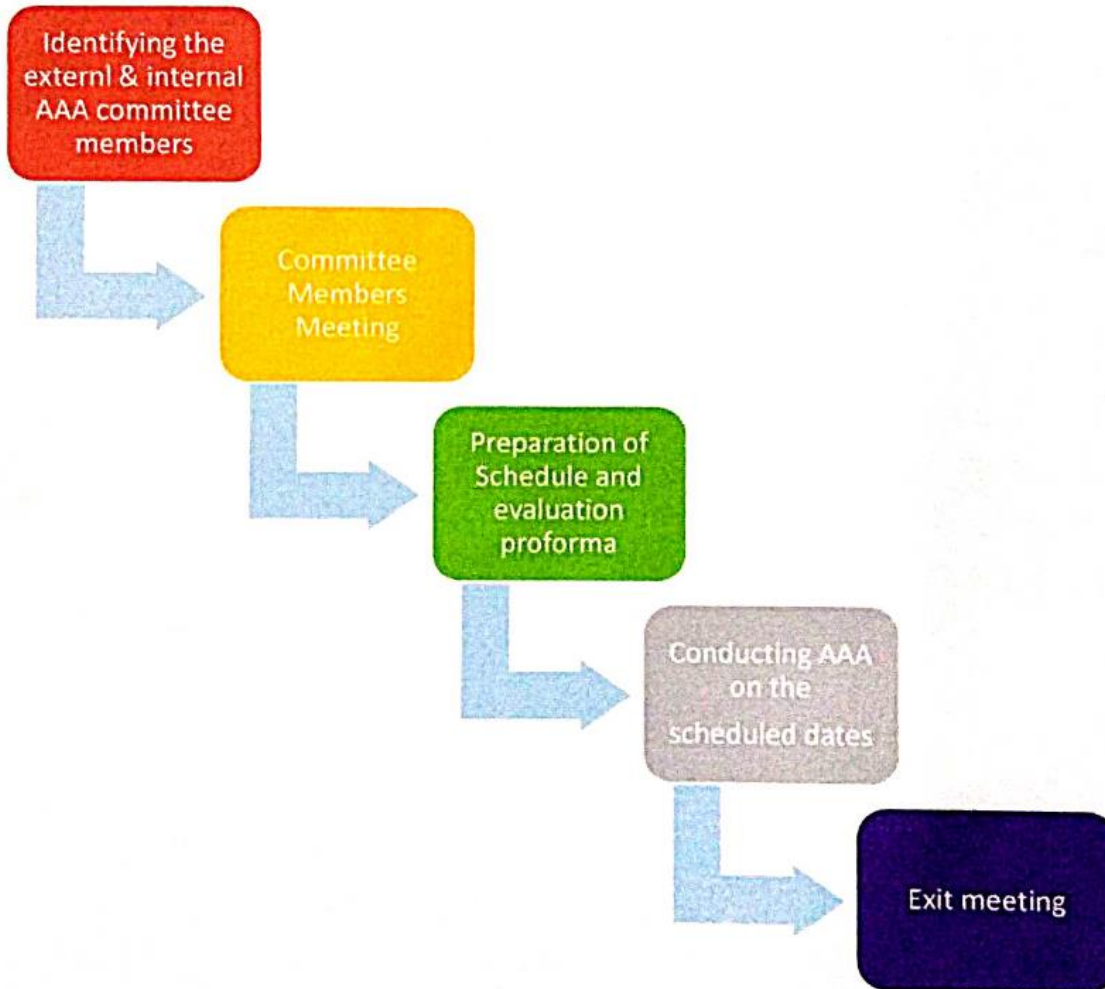 Identifying the
externl & internal
AAA committee
members
Committee
Members
Meeting
Preparation of
Schedule and
evaluation
proforma
Conducting AAA
on the
scheduled dates
Exit meeting